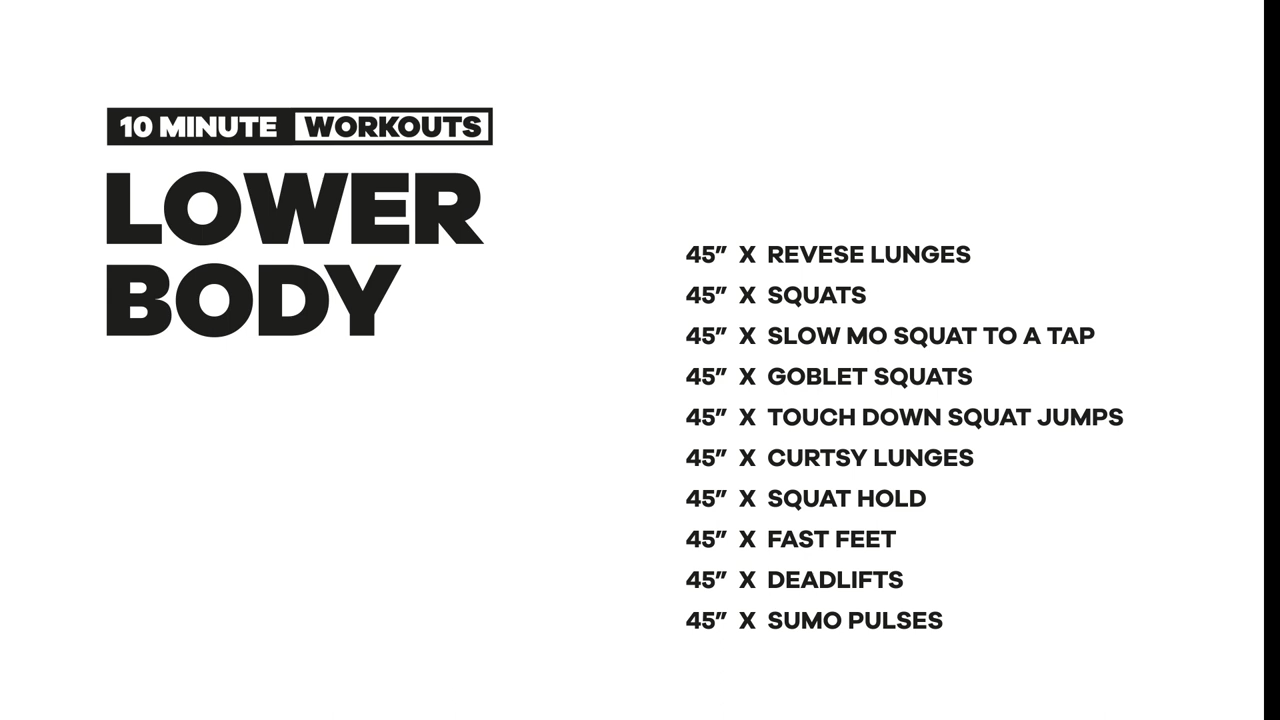 10 MINUTE WORKOUTS
LOWER
BODY
45" X REVESE LUNGES
45" X SQUATS
45" X SLOW MO SQUAT TO A TAP
45" X GOBLET SQUATS
45" X TOUCH DOWN SQUAT JUMPS
45" X CURTSY LUNGES
45" X SQUAT HOLD
45" X FAST FEET
45" X DEADLIFTS
45" X SUMO PULSES